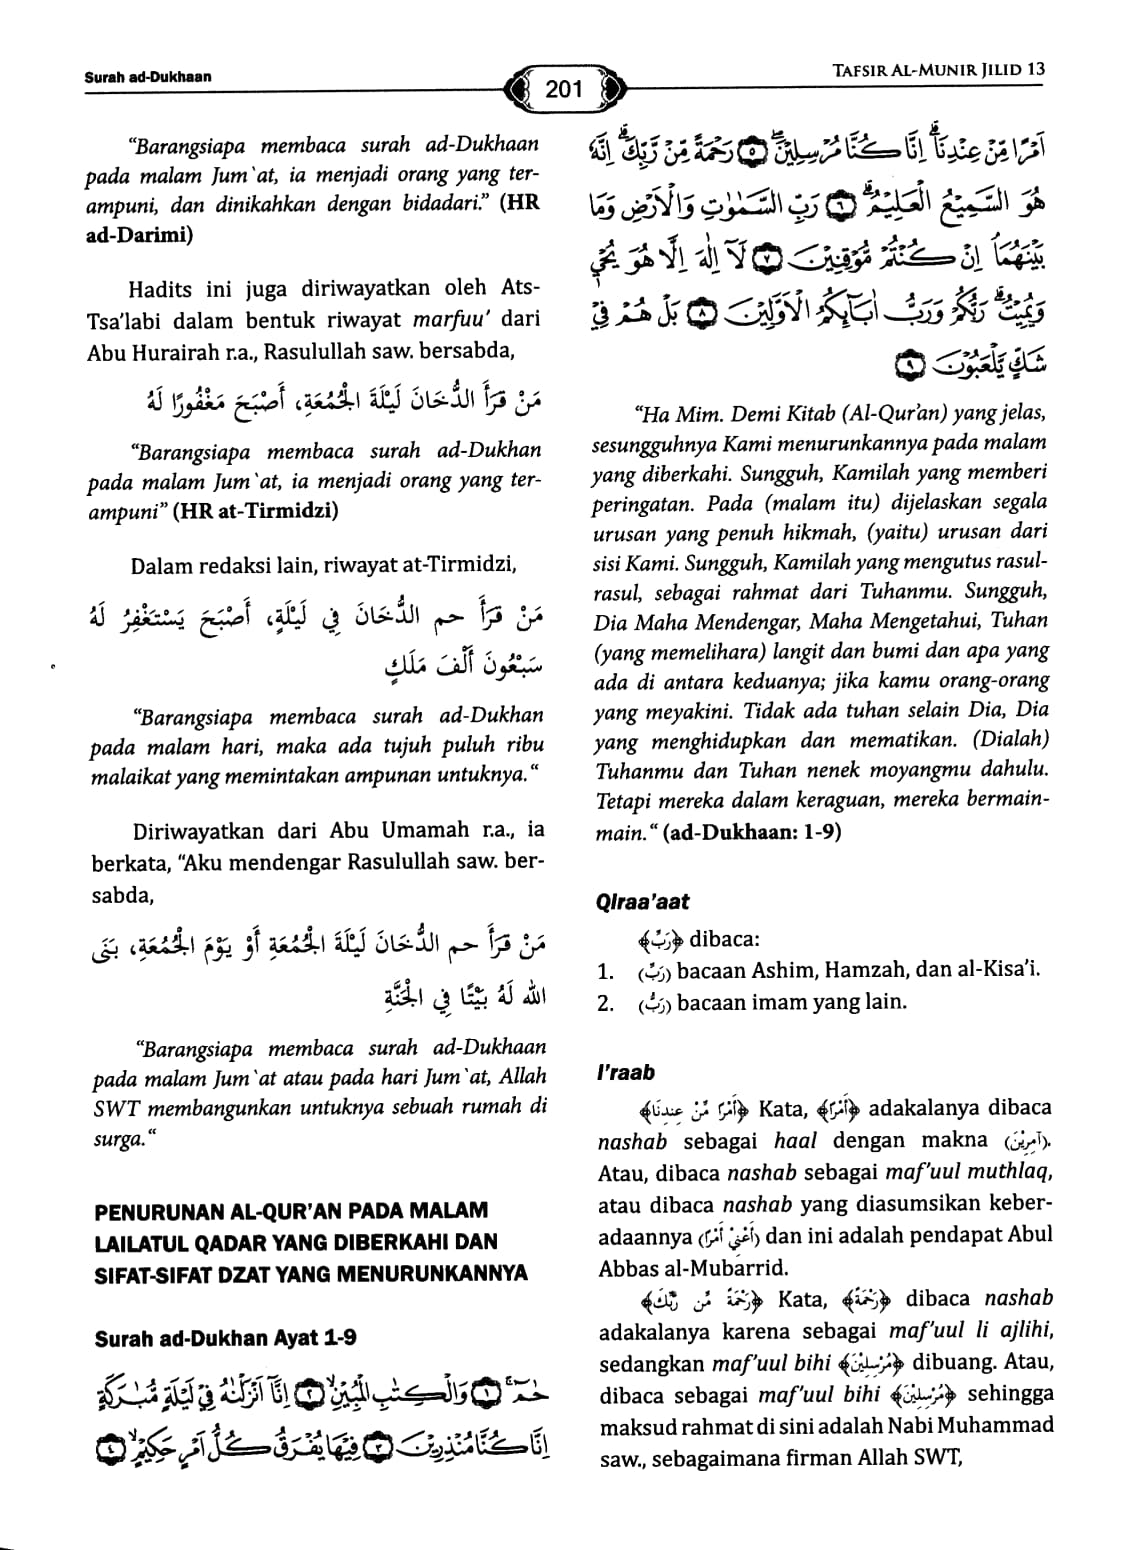 Surah ad-Dukhaan
201
TAFSIR AL-MUNIR JILID 13
“Barangsiapa membaca surah ad-Dukhaan
pada malam Jum`at, ia menjadi orang yang ter-
ampuni, dan dinikahkan dengan bidadari.” (HR
ad-Darimi)
Hadits ini juga diriwayatkan oleh Ats-
Tsa’labi dalam bentuk riwayat marfuu’ dari
Abu Hurairah r.a., Rasulullah saw. bersabda,
مَنْ قَرَأَ الدُّخَانَ لَيْلَةَ الْجُمُعَةِ، أَصْبَحَ مَغْفُورًا لَهُ
“Barangsiapa membaca surah ad-Dukhan
pada malam Jum`at, ia menjadi orang yang ter-
ampuni” (HR at-Tirmidzi)
Dalam redaksi lain, riwayat at-Tirmidzi,
مَنْ قَرَأَ حم الدُّخَانَ فِي لَيْلَةٍ، أَصْبَحَ يَسْتَغْفِرُ لَهُ
سَبْعُونَ أَلْفَ مَلَكٍ
“Barangsiapa membaca surah ad-Dukhan
pada malam hari, maka ada tujuh puluh ribu
malaikat yang memintakan ampunan untuknya.“
Diriwayatkan dari Abu Umamah r.a., ia
berkata, “Aku mendengar Rasulullah saw. ber-
sabda,
مَنْ قَرَأَ حم الدُّخَانَ لَيْلَةَ الْجُمُعَةِ أَوْ يَوْمَ الْجُمُعَةِ، بَنَى
الله لَهُ بَيْتًا فِي الْجَنَّةِ
“Barangsiapa membaca surah ad-Dukhaan
pada malam Jum`at atau pada hari Jum`at, Allah
SWT membangunkan untuknya sebuah rumah di
surga.“
PENURUNAN AL-QUR’AN PADA MALAM
LAILATUL QADAR YANG DIBERKAHI DAN
SIFAT-SIFAT DZAT YANG MENURUNKANNYA
Surah ad-Dukhan Ayat 1-9
حٰمۤ ۚ ١ وَالْكِتٰبِ الْمُبِيْنِۙ ٢ اِنَّآ اَنْزَلْنٰهُ فِيْ لَيْلَةٍ مُّبٰرَكَةٍ
اِنَّا كُنَّا مُنْذِرِيْنَ ٣ فِيْهَا يُفْرَقُ كُلُّ اَمْرٍ حَكِيْمٍۙ ٤
اَمْرًا مِّنْ عِنْدِنَاۗ اِنَّا كُنَّا مُرْسِلِيْنَۖ ٥ رَحْمَةً مِّنْ رَّبِّكَۗ اِنَّهٗ
هُوَ السَّمِيْعُ الْعَلِيْمُۗ ٦ رَبِّ السَّمٰوٰتِ وَالْاَرْضِ وَمَا
بَيْنَهُمَاۘ اِنْ كُنْتُمْ مُّوْقِنِيْنَ ٧ لَآ اِلٰهَ اِلَّا هُوَ يُحْيٖ
وَيُمِيْتُۗ رَبُّكُمْ وَرَبُّ اٰبَاۤىِٕكُمُ الْاَوَّلِيْنَ ٨ بَلْ هُمْ فِيْ
شَكٍّ يَّلْعَبُوْنَ ٩
“Ha Mim. Demi Kitab (Al-Qur’an) yang jelas,
sesungguhnya Kami menurunkannya pada malam
yang diberkahi. Sungguh, Kamilah yang memberi
peringatan. Pada (malam itu) dijelaskan segala
urusan yang penuh hikmah, (yaitu) urusan dari
sisi Kami. Sungguh, Kamilah yang mengutus rasul-
rasul, sebagai rahmat dari Tuhanmu. Sungguh,
Dia Maha Mendengar, Maha Mengetahui, Tuhan
(yang memelihara) langit dan bumi dan apa yang
ada di antara keduanya; jika kamu orang-orang
yang meyakini. Tidak ada tuhan selain Dia, Dia
yang menghidupkan dan mematikan. (Dialah)
Tuhanmu dan Tuhan nenek moyangmu dahulu.
Tetapi mereka dalam keraguan, mereka bermain-
main.“ (ad-Dukhaan: 1-9)
Qiraa’aat
﴿رَبِّ﴾ dibaca:
1. (رَبِّ) bacaan Ashim, Hamzah, dan al-Kisa’i.
2. (رَبُّ) bacaan imam yang lain.
I’raab
﴿أَمْرًا مِّنْ عِندِنَا﴾ Kata, ﴿أَمْرًا﴾ adakalanya dibaca
nashab sebagai haal dengan makna (آمِرِيْنَ).
Atau, dibaca nashab sebagai maf’uul muthlaq,
atau dibaca nashab yang diasumsikan keber-
adaannya (أَعْنِيْ أَمْرًا) dan ini adalah pendapat Abul
Abbas al-Mubarrid.
﴿رَحْمَةً مِّن رَّبِّكَ﴾ Kata, ﴿رَحْمَةً﴾ dibaca nashab
adakalanya karena sebagai maf’uul li ajlihi,
sedangkan maf’uul bihi ﴿مُرْسِلِيْنَ﴾ dibuang. Atau,
dibaca sebagai maf’uul bihi ﴿مُرْسِلِيْنَ﴾ sehingga
maksud rahmat di sini adalah Nabi Muhammad
saw., sebagaimana firman Allah SWT,